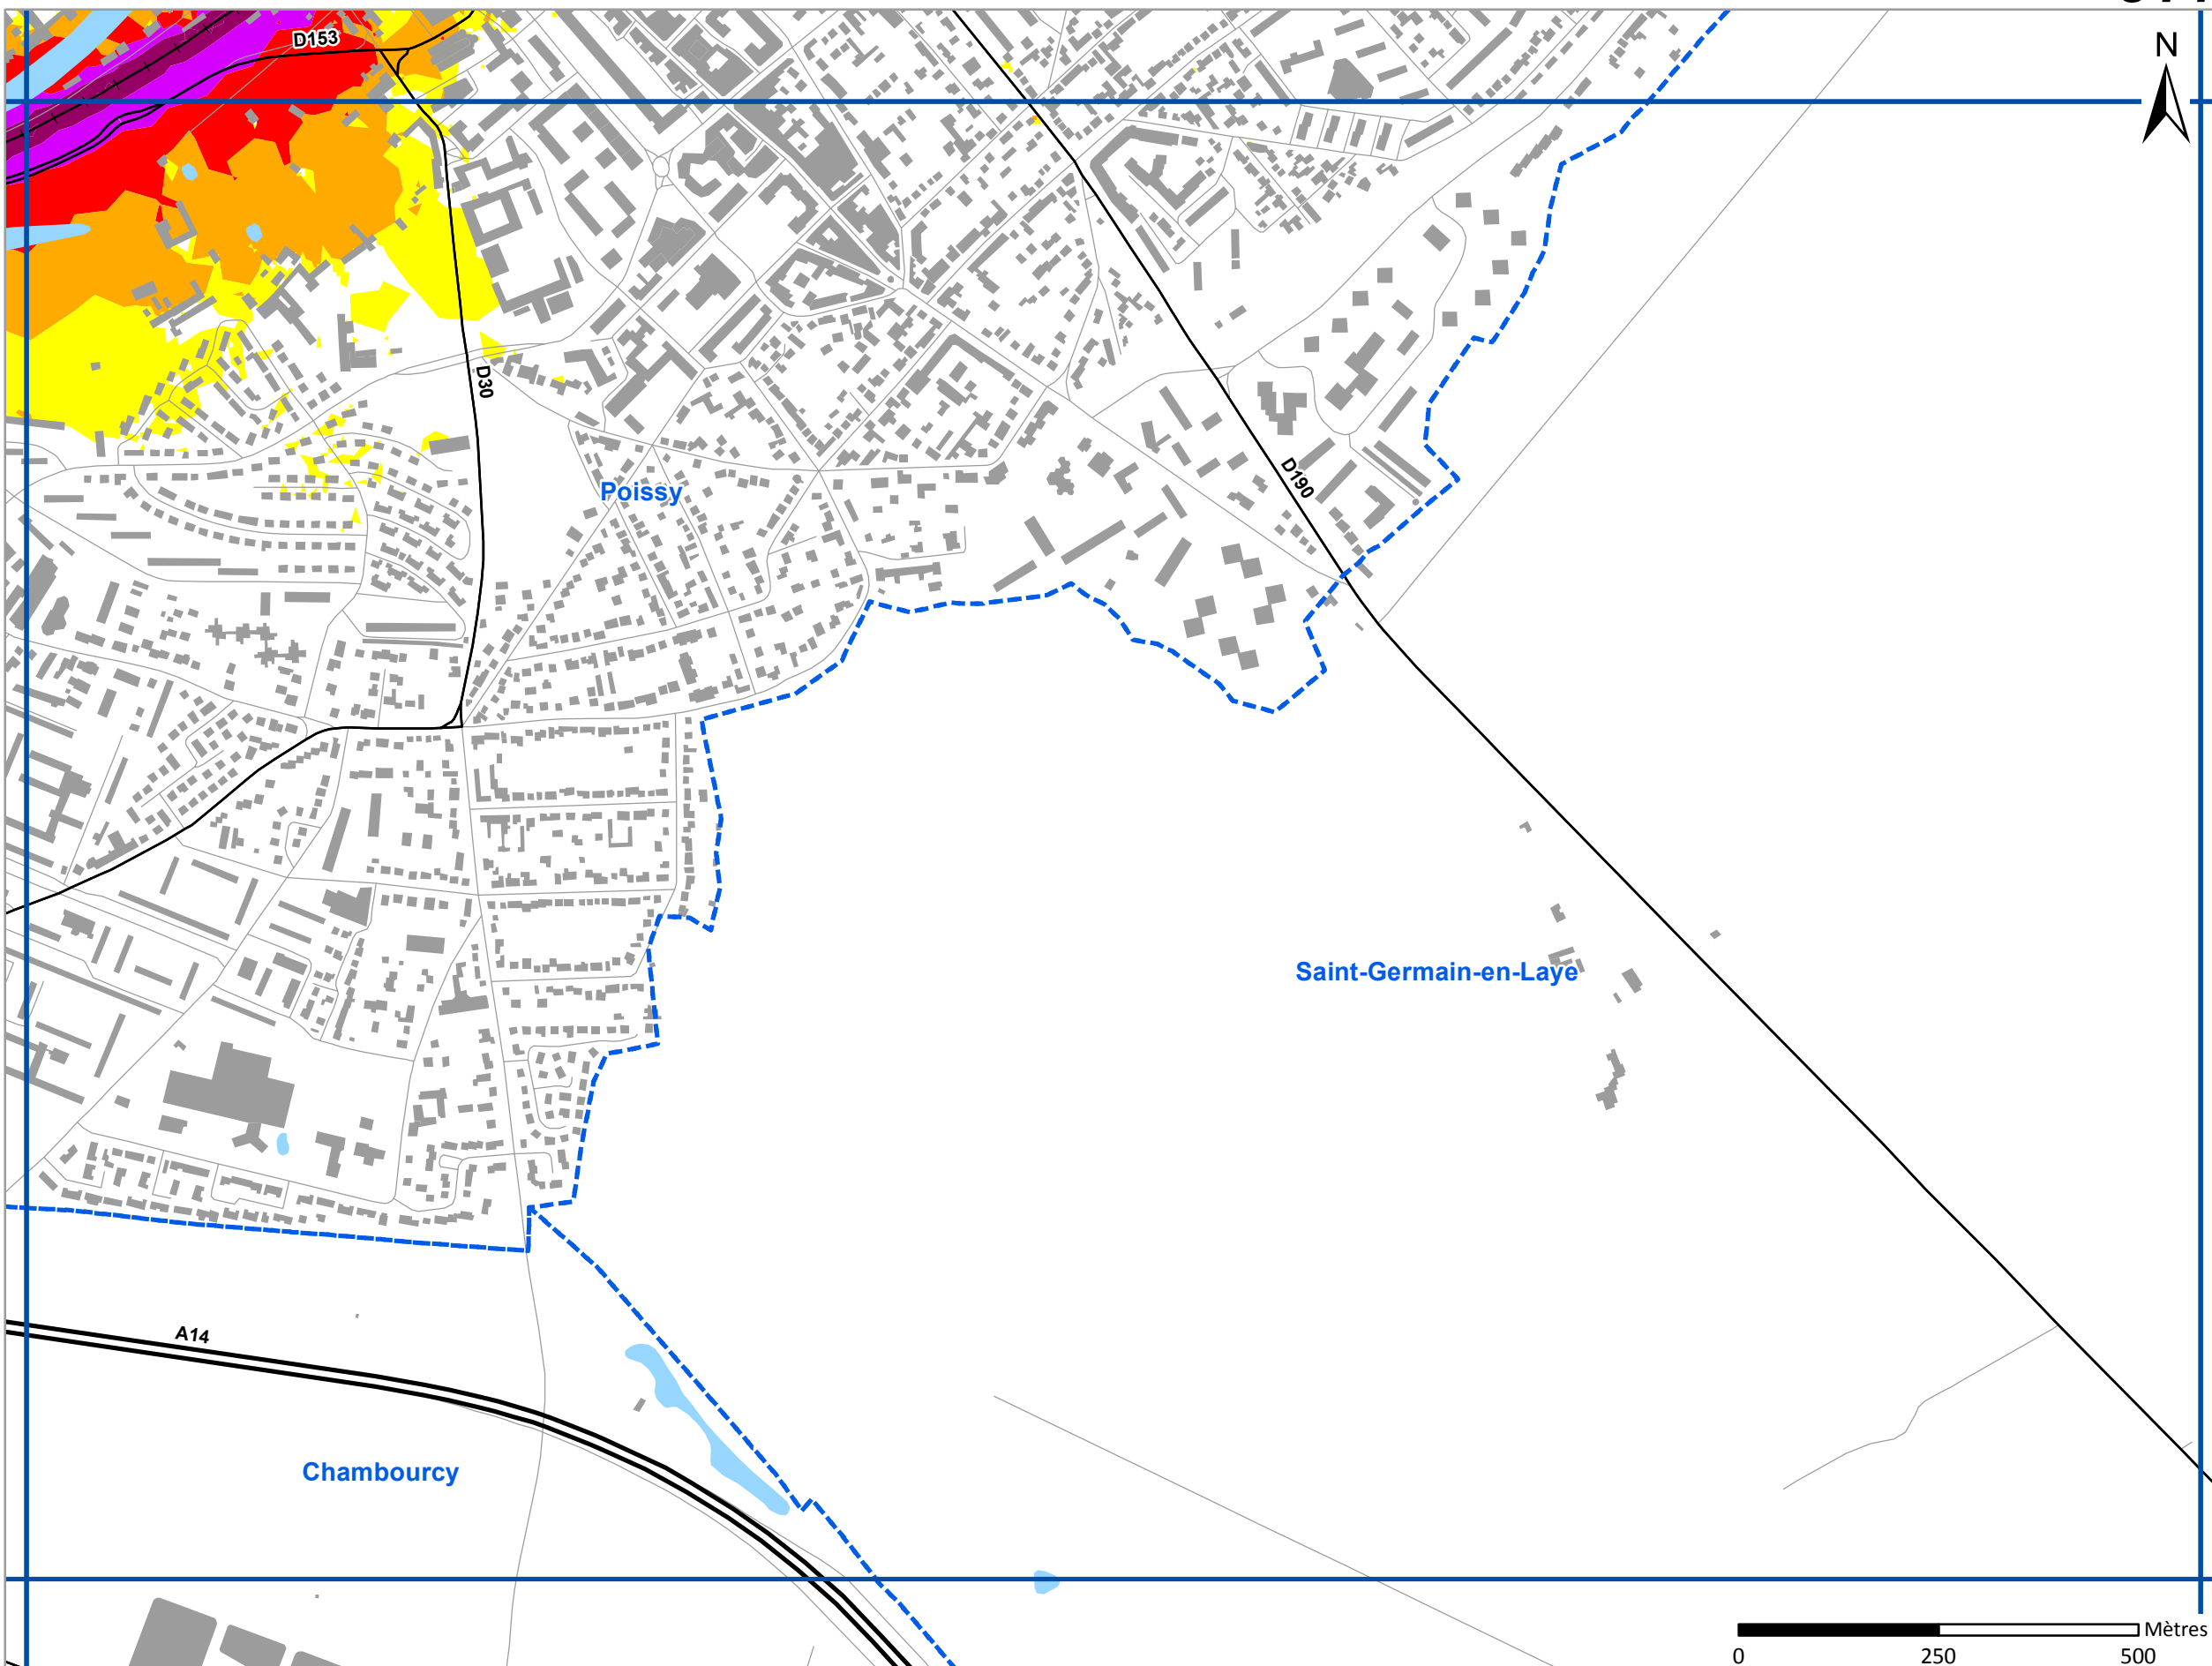 D153
N
D30
Poissy
D190
Saint-Germain-en-Laye
A14
Chambourcy
Mètres
0 250 500